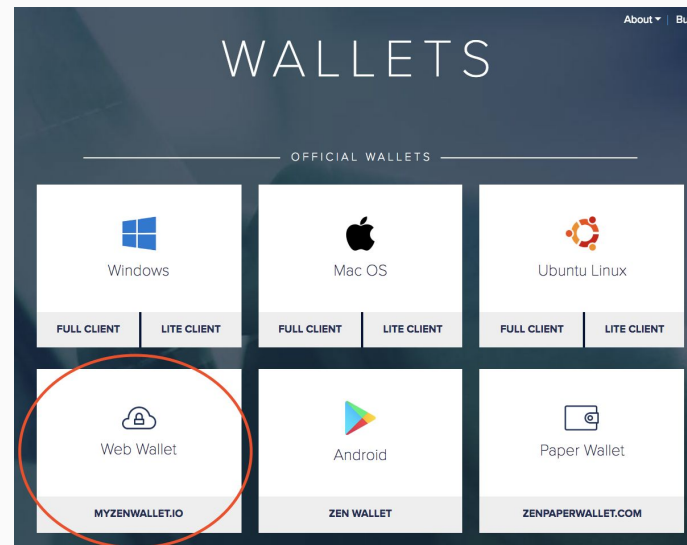 About
WALLETS
OFFICIAL WALLETS
Windows
Mac OS
Ubuntu Linux
FULL CLIENT
LITE CLIENT
FULL CLIENT
LITE CLIENT
FULL CLIENT
LITE CLIENT
Web Wallet
Android
Paper Wallet
MYZENWALLET.IO
ZEN WALLET
ZENPAPERWALLET.COM